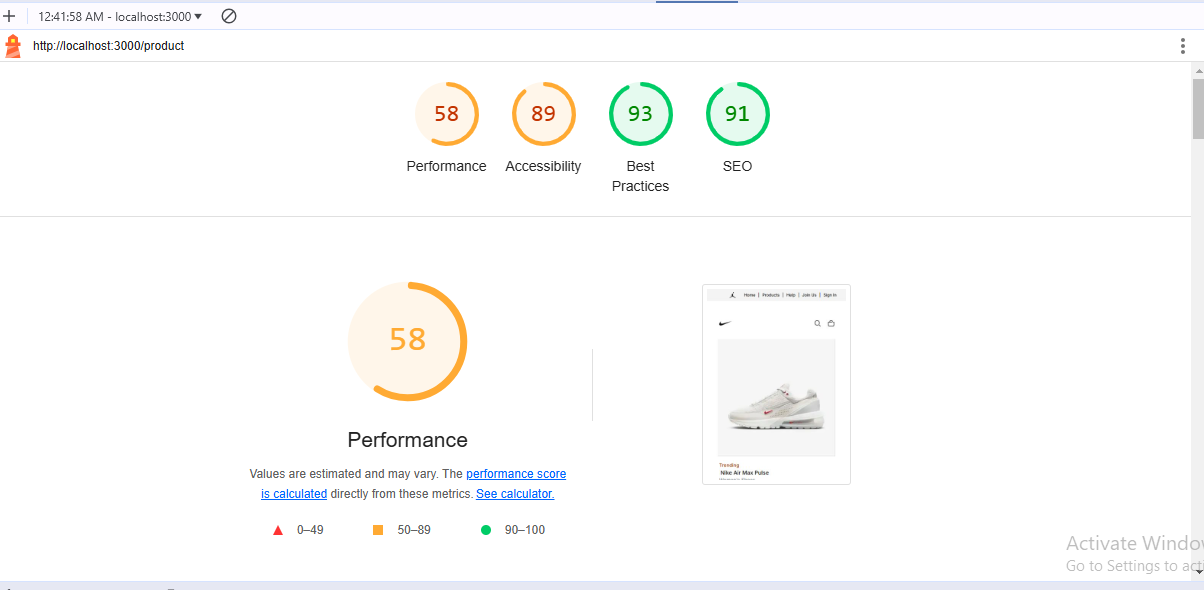 12:41:58 AM - localhost:3000
http://localhost:3000/product
58
89
93
91
Performance
Accessibility
Best
Practices
SEO
58
Performance
Values are estimated and may vary. The performance score
is calculated directly from these metrics. See calculator.
0–49
50–89
90–100
Home | Products | Help | Join Us | Sign In
Trending
Nike Air Max Pulse
Activate Window
Go to Settings to acti